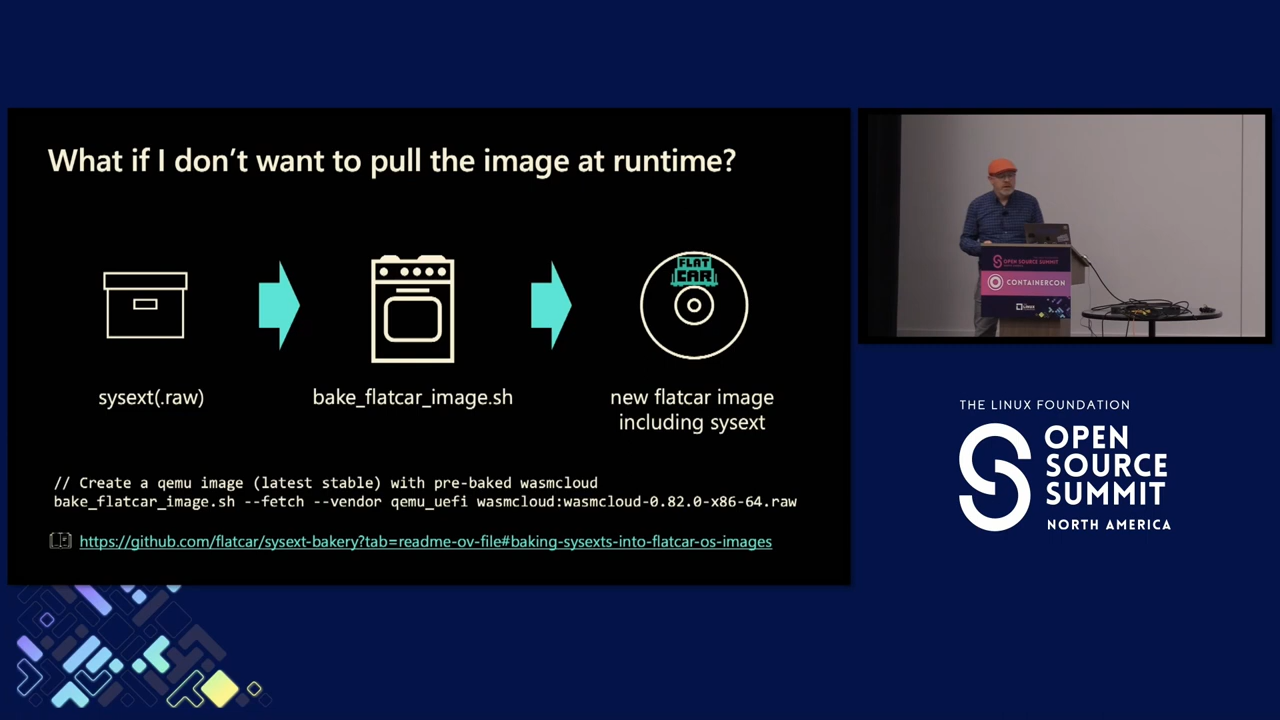 What if I don't want to pull the image at runtime?
FLAT
CAR
sysext(.raw)
bake_flatcar_image.sh
new flatcar image
including sysext
// Create a qemu image (latest stable) with pre-baked wasmcloud
bake_flatcar_image.sh --fetch --vendor qemu_uefi wasmcloud:wasmcloud-0.82.0-x86-64.raw
https://github.com/flatcar/sysext-bakery?tab=readme-ov-file#baking-sysexts-into-flatcar-os-images
OPEN SOURCE SUMMIT
CONTAINERCON
THE LINUX FOUNDATION
OPEN
SOURCE
SUMMIT
NORTH AMERICA